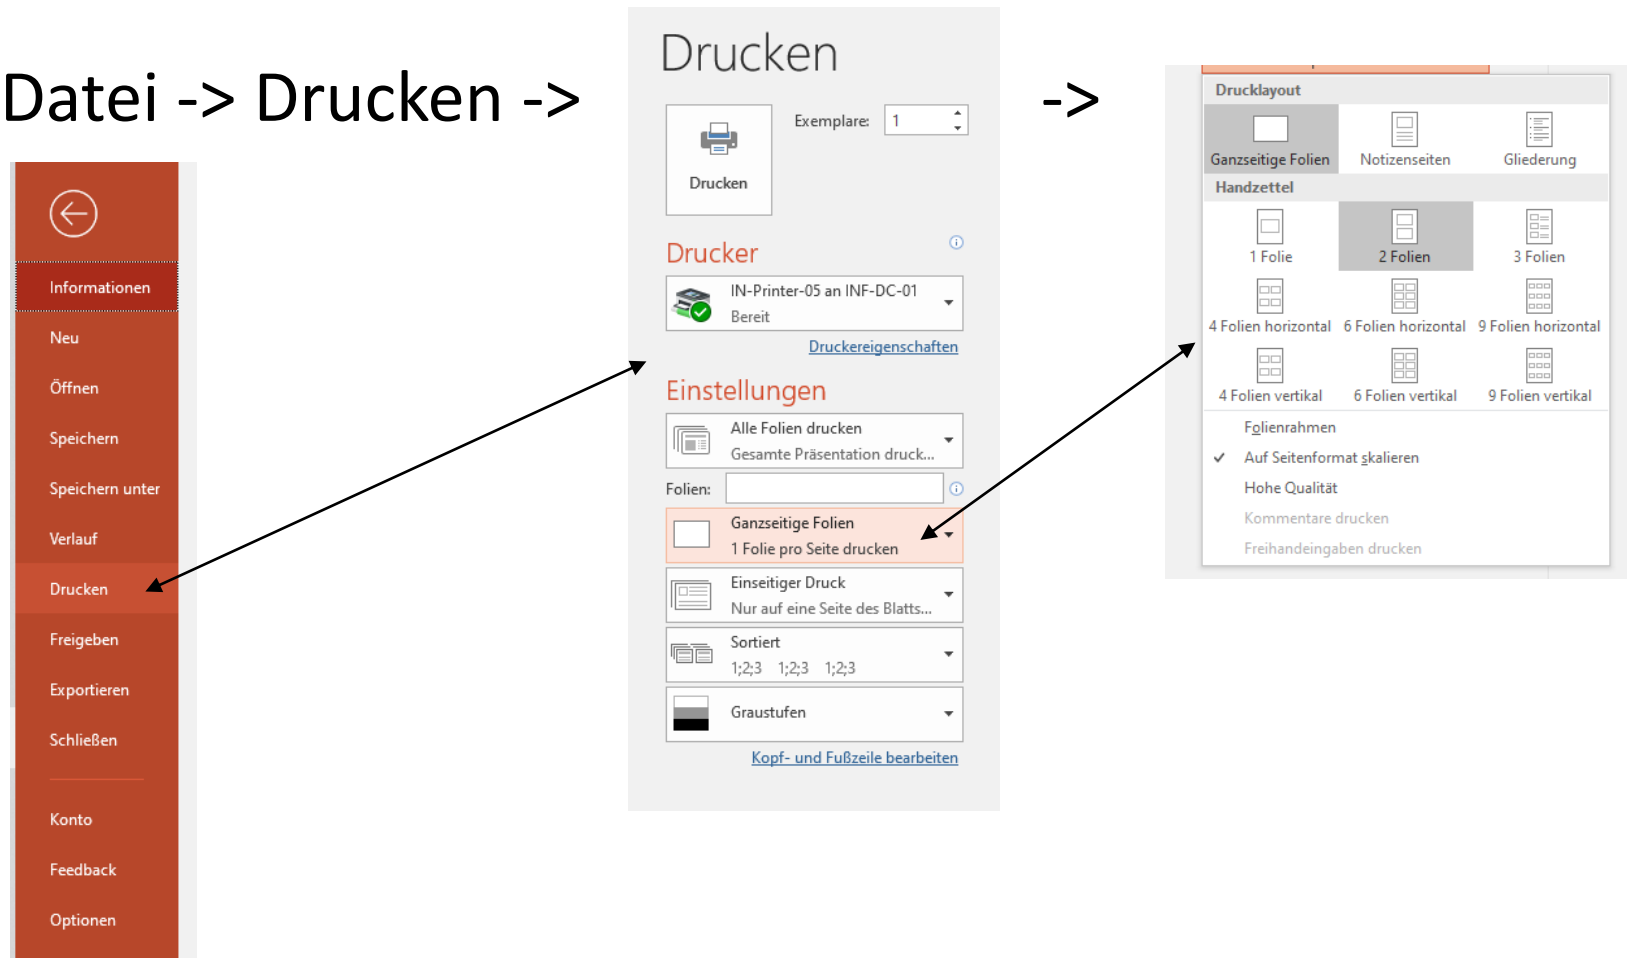 Datei -> Drucken ->
->
Informationen
Neu
Öffnen
Speichern
Speichern unter
Verlauf
Drucken
Freigeben
Exportieren
Schließen
Konto
Feedback
Optionen
Drucken
Exemplare: 1
Drucken
Drucker
IN-Printer-05 an INF-DC-01
Bereit
Druckereigenschaften
Einstellungen
Alle Folien drucken
Gesamte Präsentation druck...
Folien:
Ganzseitige Folien
1 Folie pro Seite drucken
Einseitiger Druck
Nur auf eine Seite des Blatts...
Sortiert
1;2;3 1;2;3 1;2;3
Graustufen
Kopf- und Fußzeile bearbeiten
Drucklayout
Ganzseitige Folien Notizenseiten Gliederung
Handzettel
1 Folie 2 Folien 3 Folien
4 Folien horizontal 6 Folien horizontal 9 Folien horizontal
4 Folien vertikal 6 Folien vertikal 9 Folien vertikal
Folienrahmen
Auf Seitenformat skalieren
Hohe Qualität
Kommentare drucken
Freihandeingaben drucken